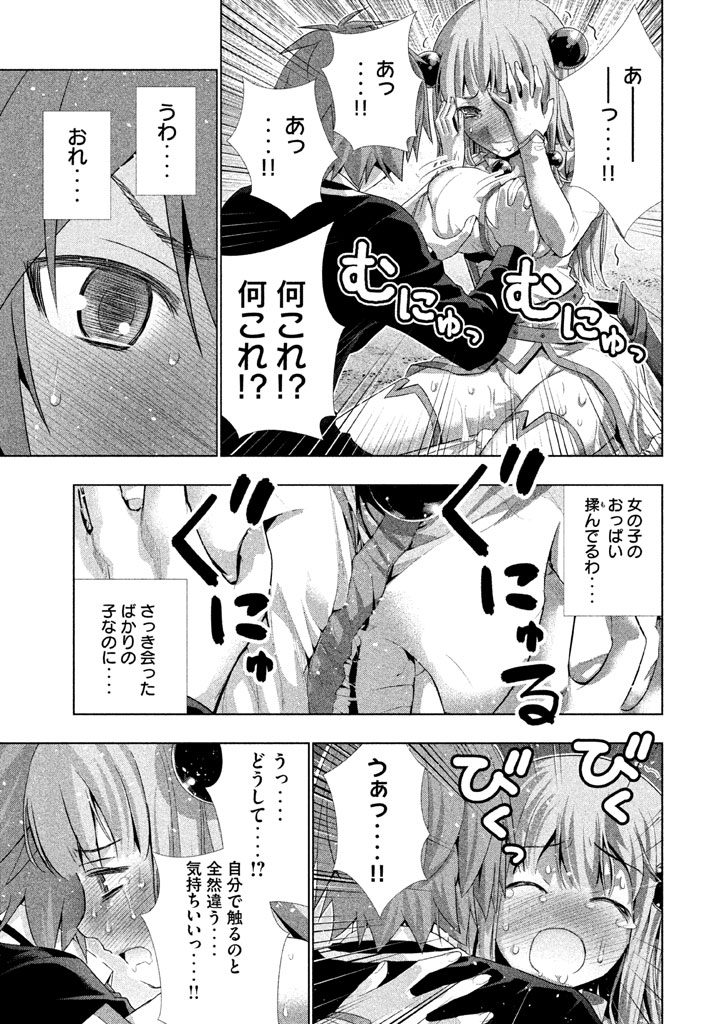 あーーっ‥‥!!
あっ
‥‥!!
あっ
‥‥!!
むにゅっ
むにゅっ
何これ!?
何これ!?
うわ‥‥
おれ‥‥
女の子の
おっぱい
揉んでるわ
‥‥
ぐにゅる
ぐにゅ
さっき会った
ばかりの
子なのに‥‥
びく
びくっ
うあっ
‥‥!!
うっ‥‥
どうして‥‥!?
自分で触るのと
全然違う‥‥
気持ちいいっ‥‥!!